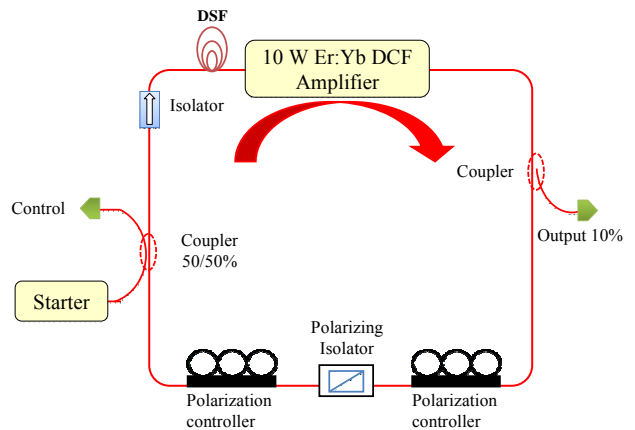 DSF
10 W Er:Yb DCF
Amplifier
Isolator
Coupler
Control
Output 10%
Coupler
50/50%
Starter
Polarizing
Isolator
Polarization
controller
Polarization
controller